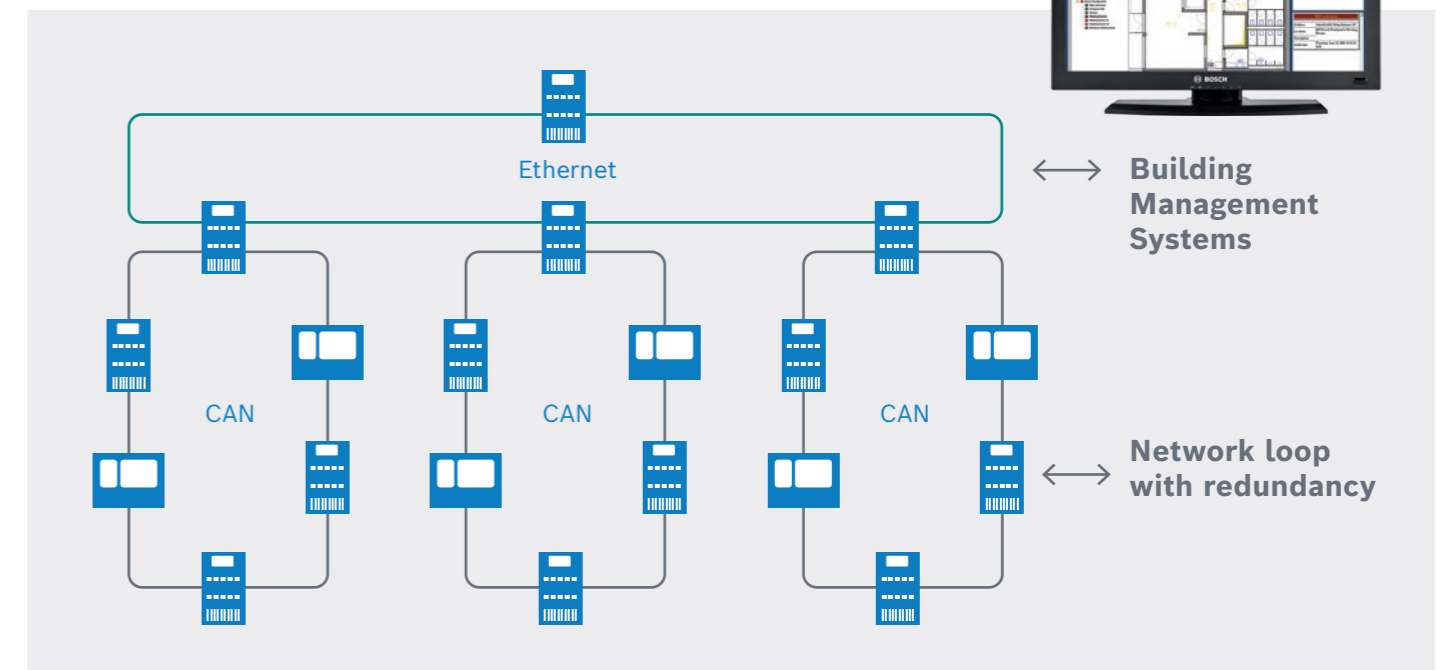 BOSCH
Ethernet
Building
Management
Systems
CAN
CAN
CAN
Network loop
with redundancy